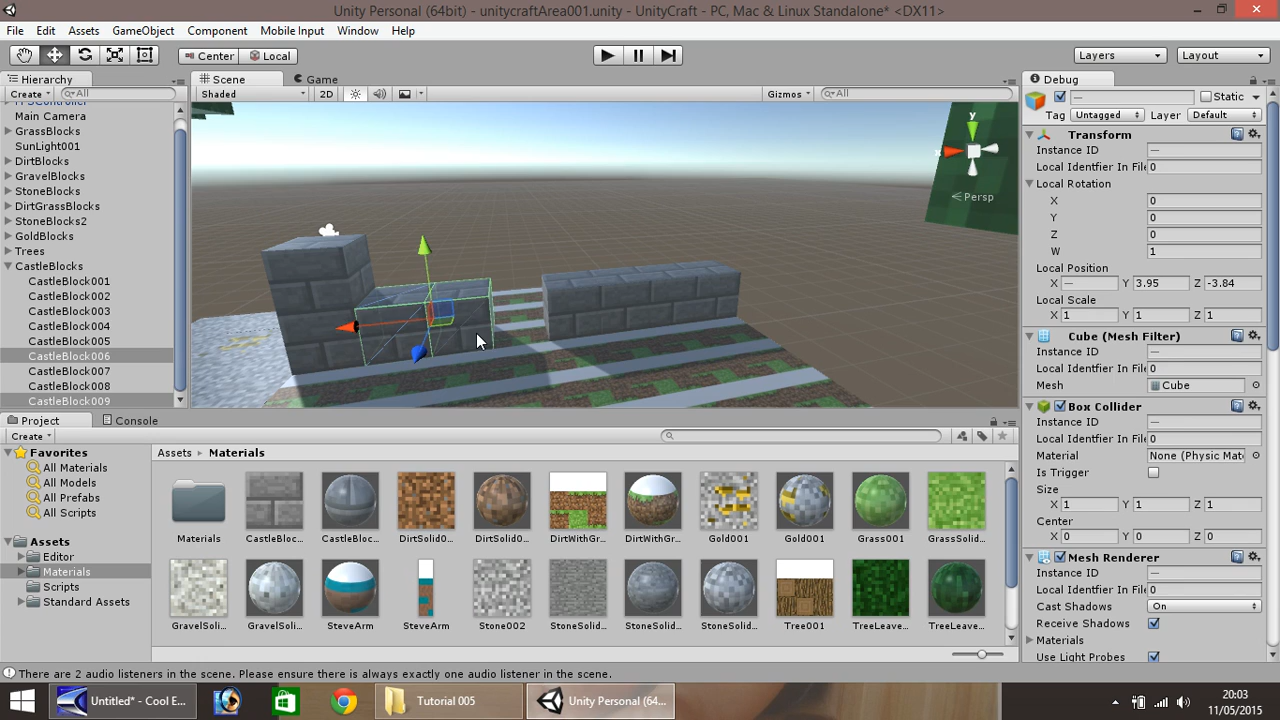 Unity Personal (64bit) - unitycraftArea001.unity - UnityCraft - PC, Mac & Linux Standalone* <DX11>
File Edit Assets GameObject Component Mobile Input Window Help
Center Local Layers Layout
Hierarchy
Create All
Main Camera
GrassBlocks
SunLight001
DirtBlocks
GravelBlocks
StoneBlocks
DirtGrassBlocks
StoneBlocks2
GoldBlocks
Trees
CastleBlocks
CastleBlock001
CastleBlock002
CastleBlock003
CastleBlock004
CastleBlock005
CastleBlock006
CastleBlock007
CastleBlock008
CastleBlock009
Scene Game
Shaded 2D Gizmos All
y
x
Persp
Debug
— Static
Tag Untagged Layer Default
Transform
Instance ID —
Local Identfier In File 0
Local Rotation
X 0
Y 0
Z 0
W 1
Local Position
X — Y 3.95 Z -3.84
Local Scale
X 1 Y 1 Z 1
Cube (Mesh Filter)
Instance ID —
Local Identfier In File 0
Mesh Cube
Box Collider
Instance ID —
Local Identfier In File 0
Material None (Physic Mate
Is Trigger
Size
X 1 Y 1 Z 1
Center
X 0 Y 0 Z 0
Mesh Renderer
Instance ID —
Local Identfier In File 0
Cast Shadows On
Receive Shadows
Materials
Use Light Probes
Project Console
Create
Favorites
All Materials
All Models
All Prefabs
All Scripts
Assets
Editor
Materials
Scripts
Standard Assets
Assets Materials
Materials CastleBloc... CastleBloc... DirtSolid0... DirtSolid0... DirtWithGr... DirtWithGr... Gold001 Gold001 Grass001 GrassSolid...
GravelSoli... GravelSoli... SteveArm SteveArm Stone002 StoneSolid... StoneSolid... StoneSolid... Tree001 TreeLeave... TreeLeave...
There are 2 audio listeners in the scene. Please ensure there is always exactly one audio listener in the scene.
Untitled* - Cool E... Tutorial 005 Unity Personal (64...
20:03
11/05/2015